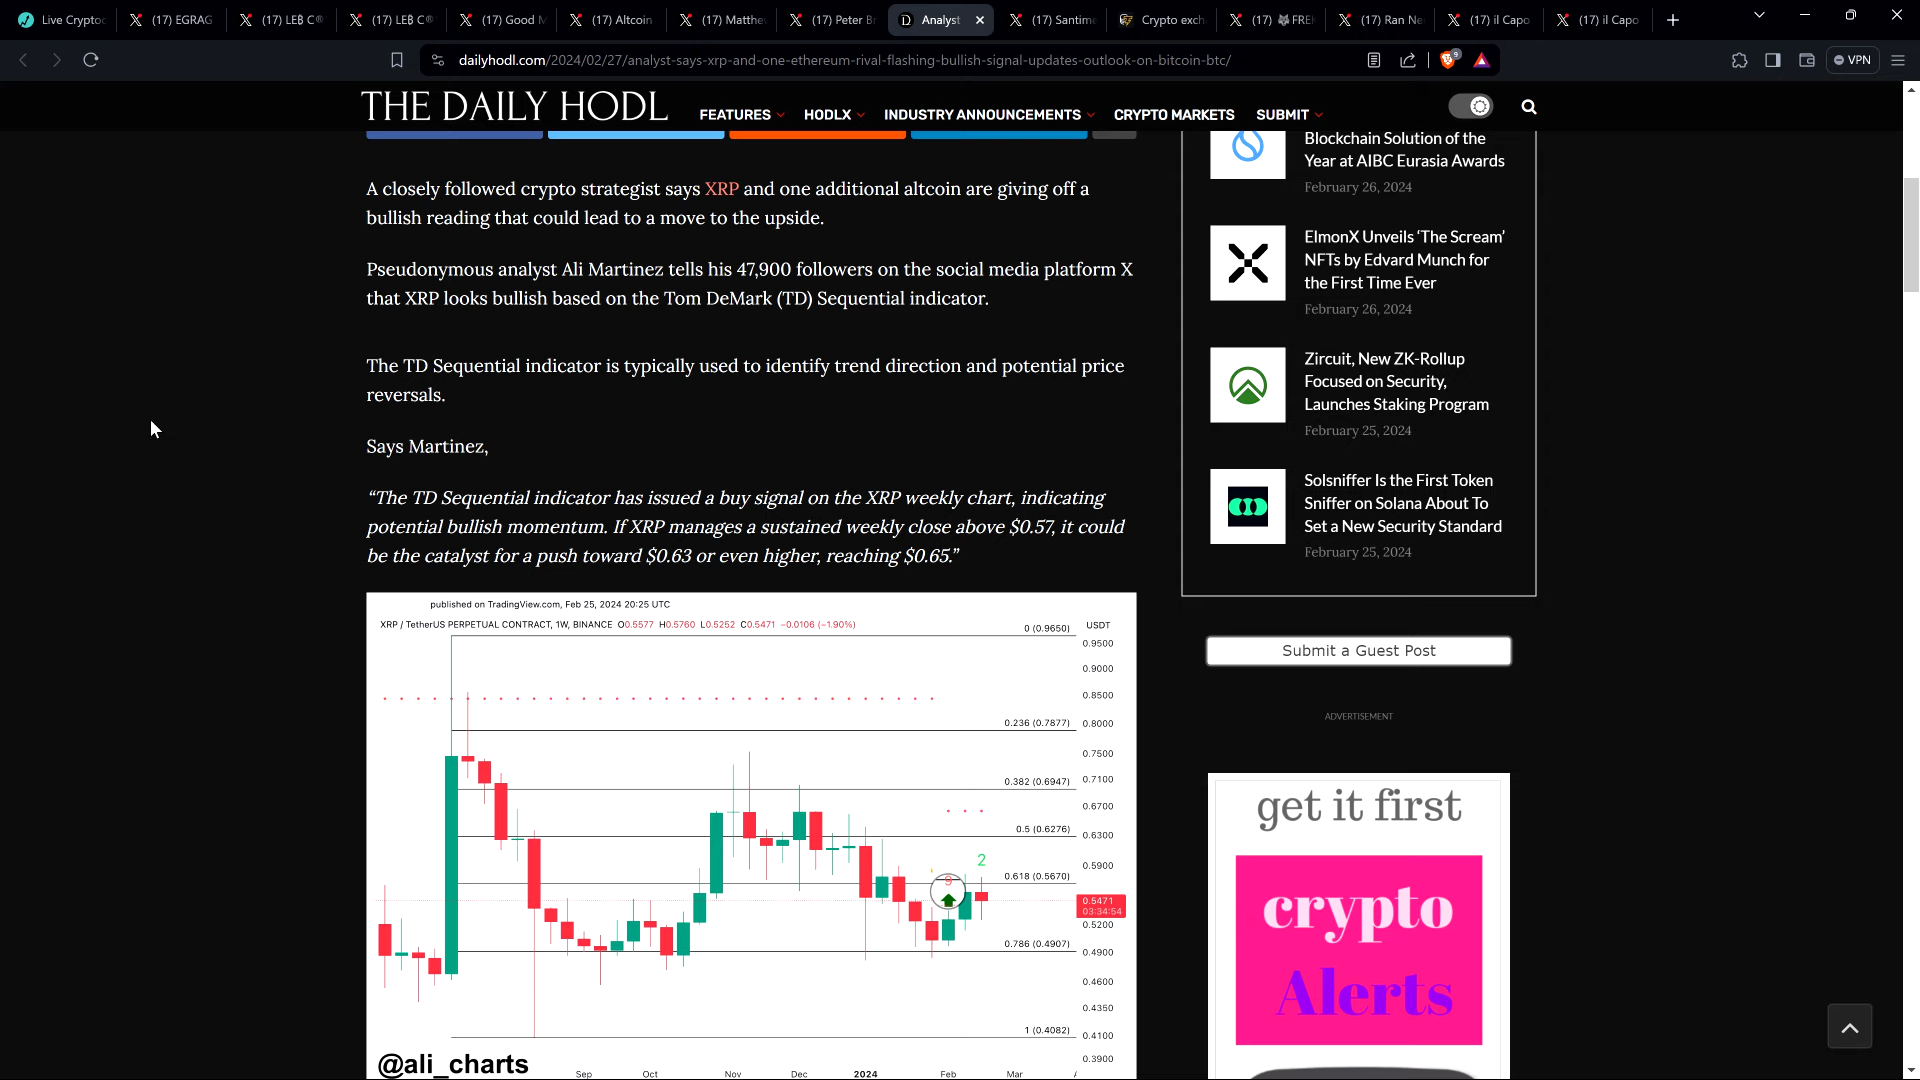 Live Cryptoc
(17) EGRAG
(17) LEB C®
(17) LEB C®
(17) Good M
(17) Altcoin
(17) Matthew
(17) Peter Br
Analyst
(17) Santime
Crypto exch
(17) FRE
(17) Ran Ne
(17) il Capo
(17) il Capo
dailyhodl.com/2024/02/27/analyst-says-xrp-and-one-ethereum-rival-flashing-bullish-signal-updates-outlook-on-bitcoin-btc/
9
VPN
THE DAILY HODL
FEATURES
HODLX
INDUSTRY ANNOUNCEMENTS
CRYPTO MARKETS
SUBMIT
A closely followed crypto strategist says XRP and one additional altcoin are giving off a
bullish reading that could lead to a move to the upside.
Pseudonymous analyst Ali Martinez tells his 47,900 followers on the social media platform X
that XRP looks bullish based on the Tom DeMark (TD) Sequential indicator.
The TD Sequential indicator is typically used to identify trend direction and potential price
reversals.
Says Martinez,
“The TD Sequential indicator has issued a buy signal on the XRP weekly chart, indicating
potential bullish momentum. If XRP manages a sustained weekly close above $0.57, it could
be the catalyst for a push toward $0.63 or even higher, reaching $0.65.”
published on TradingView.com, Feb 25, 2024 20:25 UTC
XRP / TetherUS PERPETUAL CONTRACT, 1W, BINANCE O0.5577 H0.5760 L0.5252 C0.5471 −0.0106 (−1.90%)
USDT
0 (0.9650)
0.9500
0.9000
0.8500
0.236 (0.7877)
0.8000
0.7500
0.382 (0.6947)
0.7100
0.6700
0.5 (0.6276)
0.6300
2
0.5900
0.618 (0.5670)
9
0.5471
03:34:54
0.5200
0.786 (0.4907)
0.4900
0.4600
0.4350
1 (0.4082)
0.4100
0.3900
@ali_charts
Sep
Oct
Nov
Dec
2024
Feb
Mar
Blockchain Solution of the
Year at AIBC Eurasia Awards
February 26, 2024
ElmonX Unveils ‘The Scream’
NFTs by Edvard Munch for
the First Time Ever
February 26, 2024
Zircuit, New ZK-Rollup
Focused on Security,
Launches Staking Program
February 25, 2024
Solsniffer Is the First Token
Sniffer on Solana About To
Set a New Security Standard
February 25, 2024
Submit a Guest Post
ADVERTISEMENT
get it first
crypto
Alerts